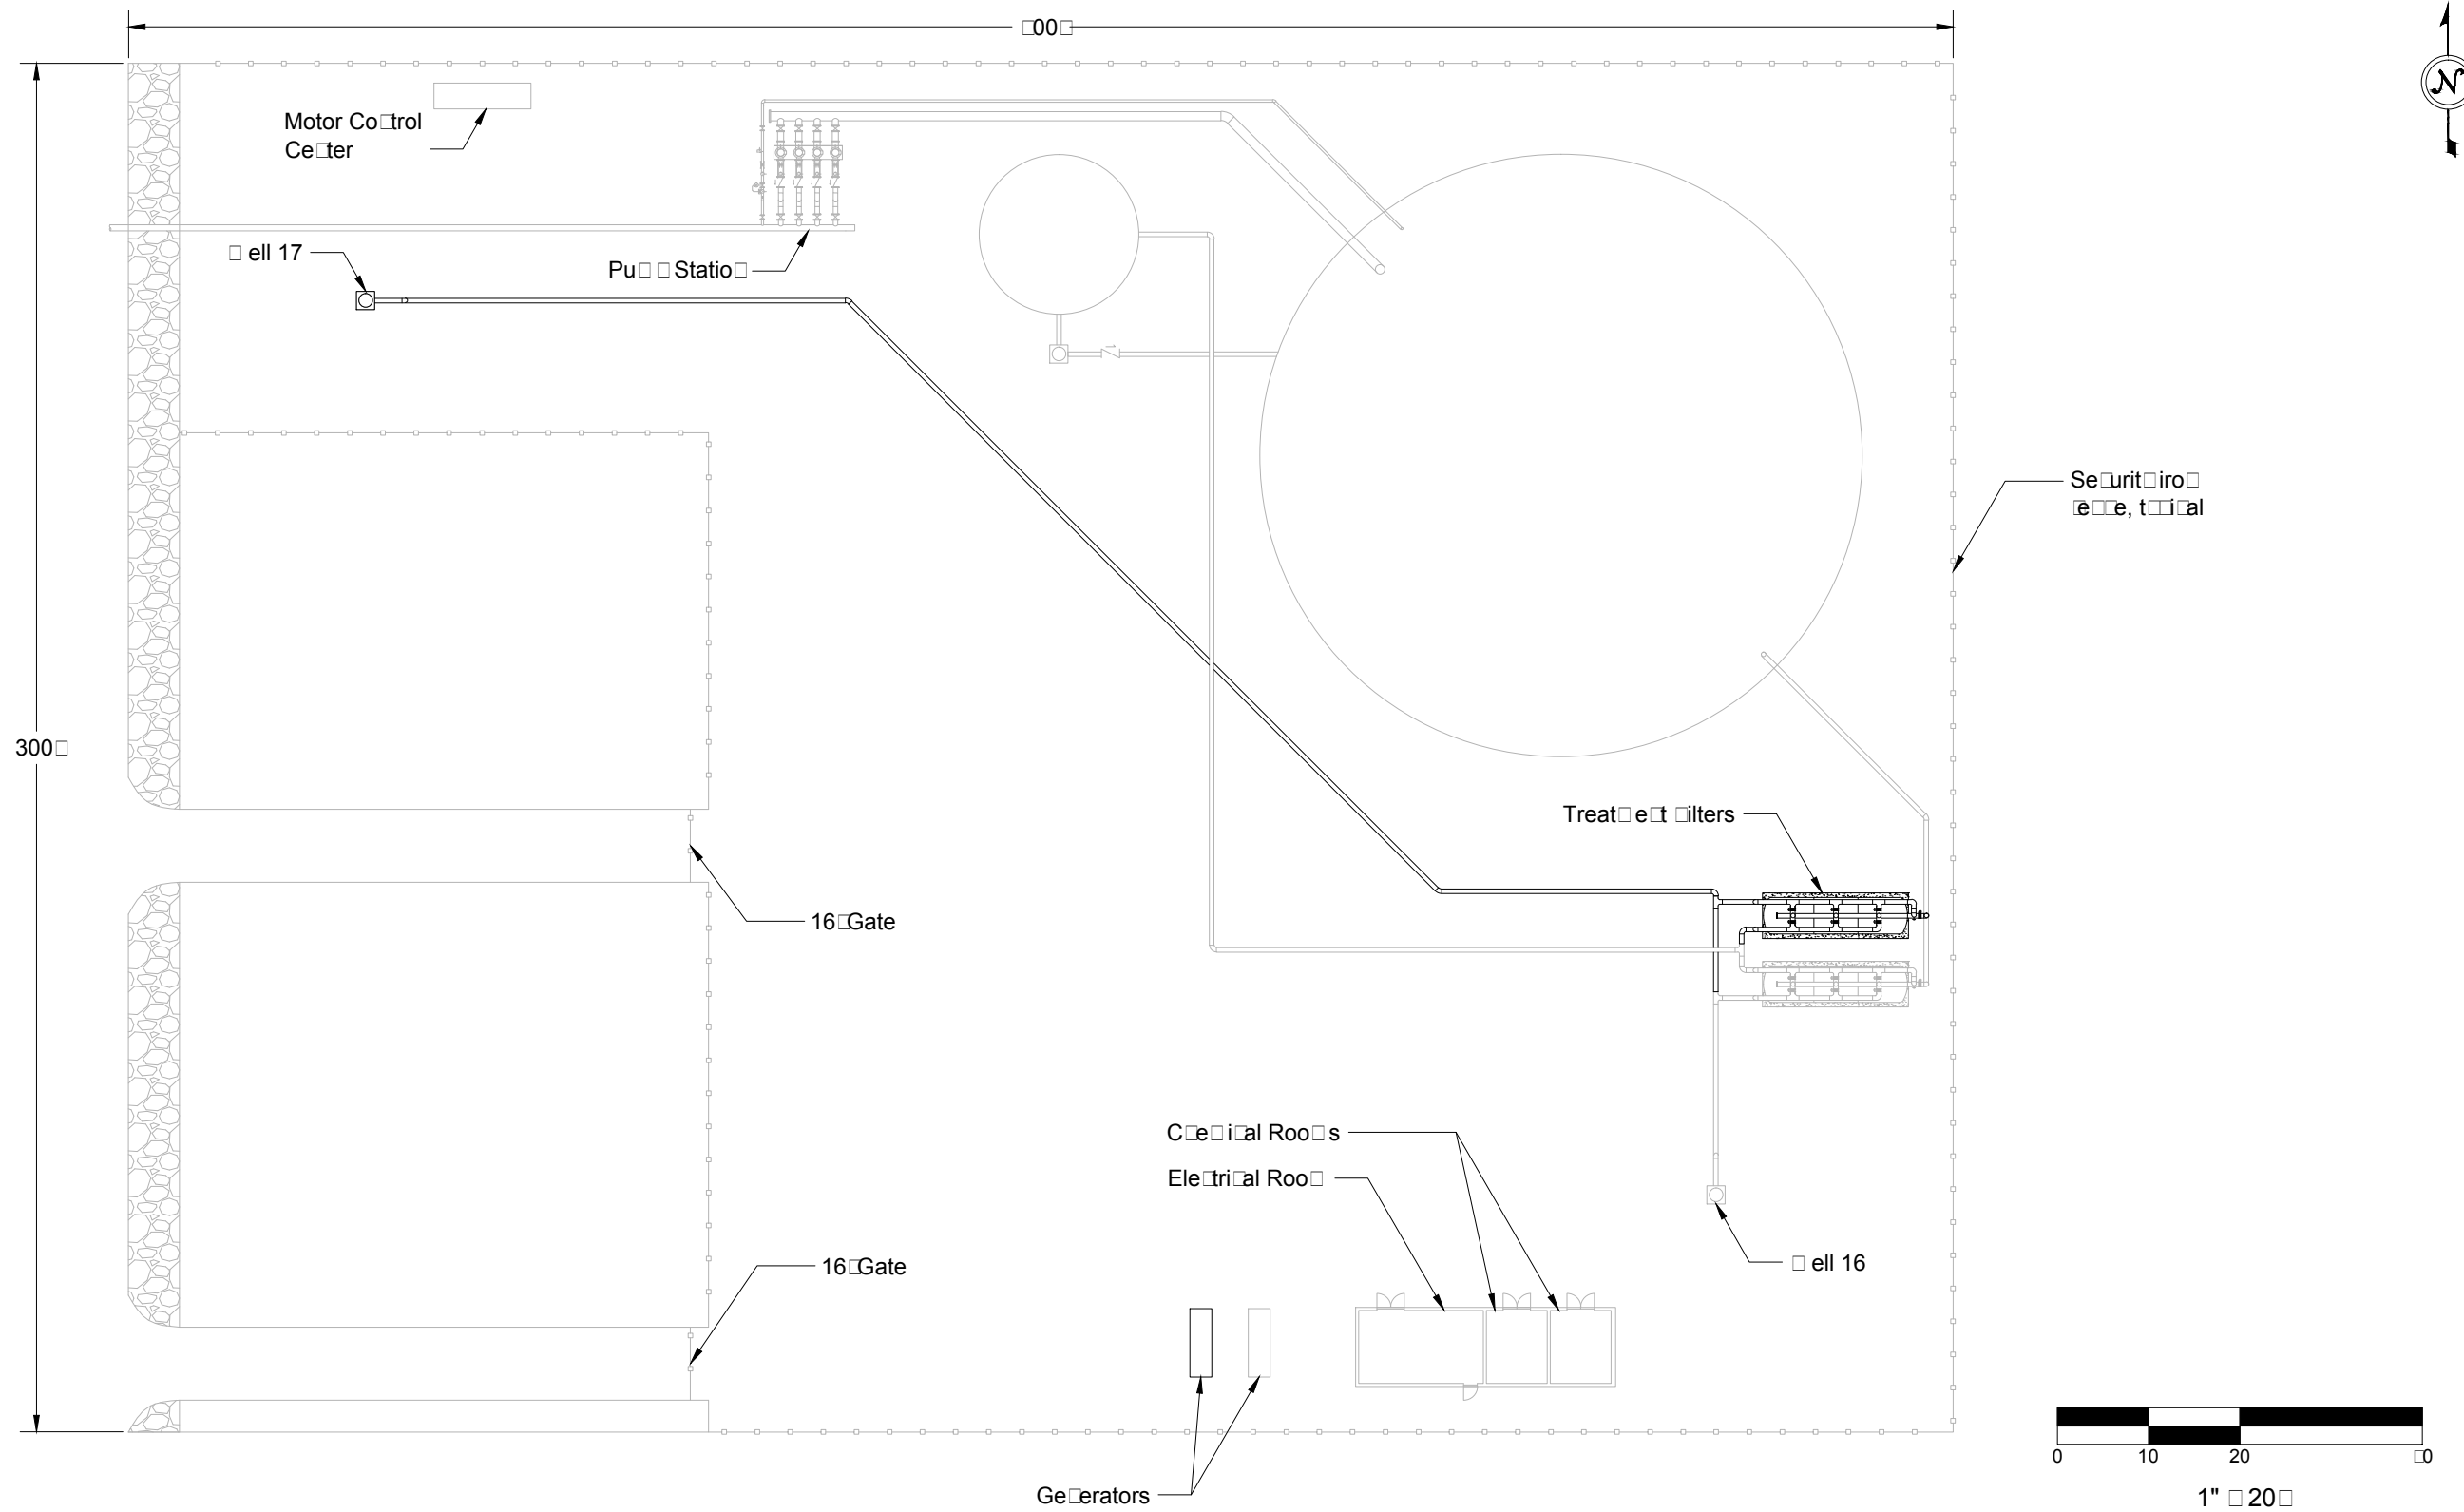 □00□
N
Motor Co□trol
Ce□ter
□ell 17
Pu□□ Statio□
Se□urit□ iro□
□e□□e, t□□i□al
300□
Treat□e□t □ilters
16□ Gate
C□e□i□al Roo□s
Ele□tri□al Roo□
16□ Gate
□ell 16
Ge□erators
0 10 20 □0
1" □ 20□